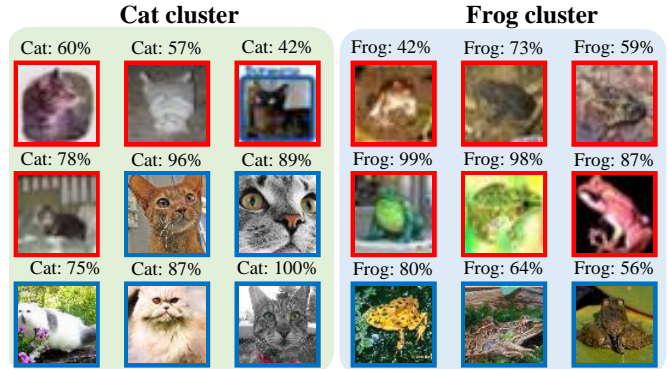 Cat cluster
Frog cluster
Cat: 60% Cat: 57% Cat: 42%
Frog: 42% Frog: 73% Frog: 59%
Cat: 78% Cat: 96% Cat: 89%
Frog: 99% Frog: 98% Frog: 87%
Cat: 75% Cat: 87% Cat: 100%
Frog: 80% Frog: 64% Frog: 56%